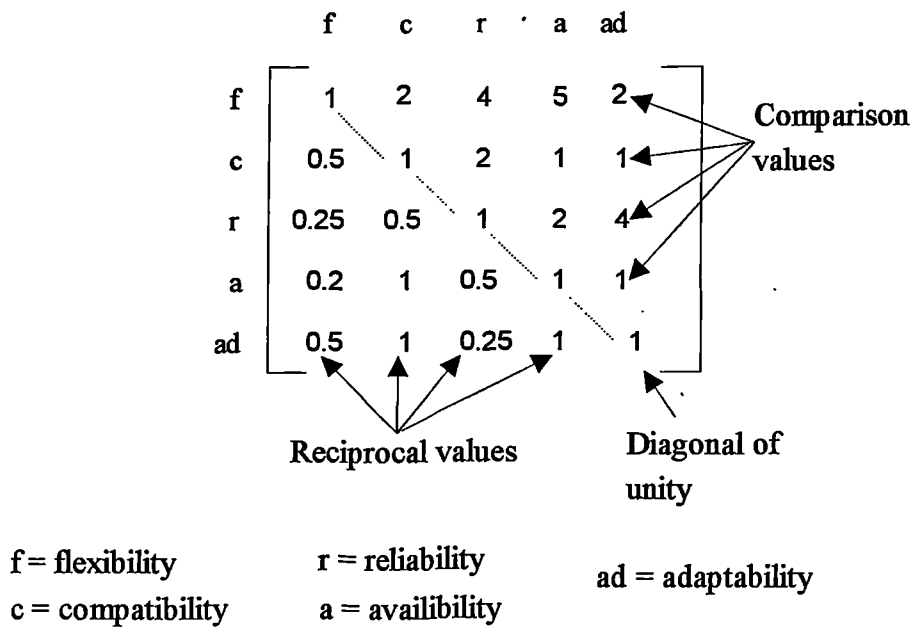 f c r a ad
f 1 2 4 5 2
Comparison
values
c 0.5 1 2 1 1
r 0.25 0.5 1 2 4
a 0.2 1 0.5 1 1
ad 0.5 1 0.25 1 1
Reciprocal values
Diagonal of
unity
f = flexibility r = reliability ad = adaptability
c = compatibility a = availibility